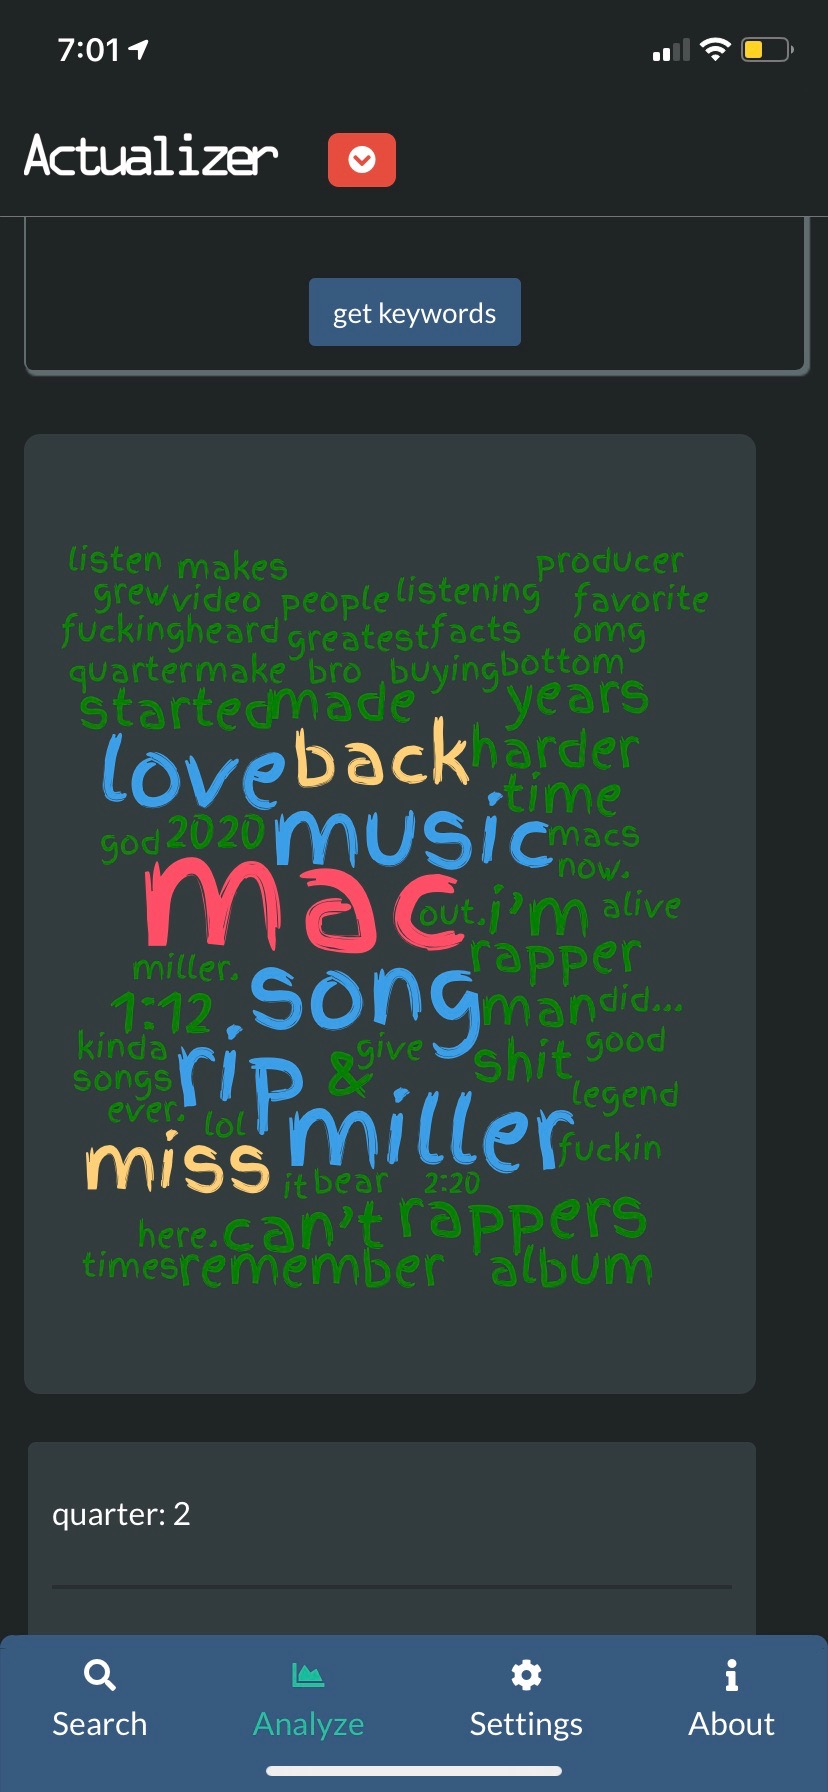 7:01
Actualizer
get keywords
listen makes producer
grew video people listening favorite
fucking heard greatest facts omg
quarter make bro buying bottom
started made years
love back harder
time
god 2020 music macs
now.
mac out. i'm alive
miller. rapper
1:12 song man did...
kinda give shit good
songs rip & legend
ever. lol miller fuckin
miss it bear 2:20
here. can't rappers
times remember album
quarter: 2
Search Analyze Settings About